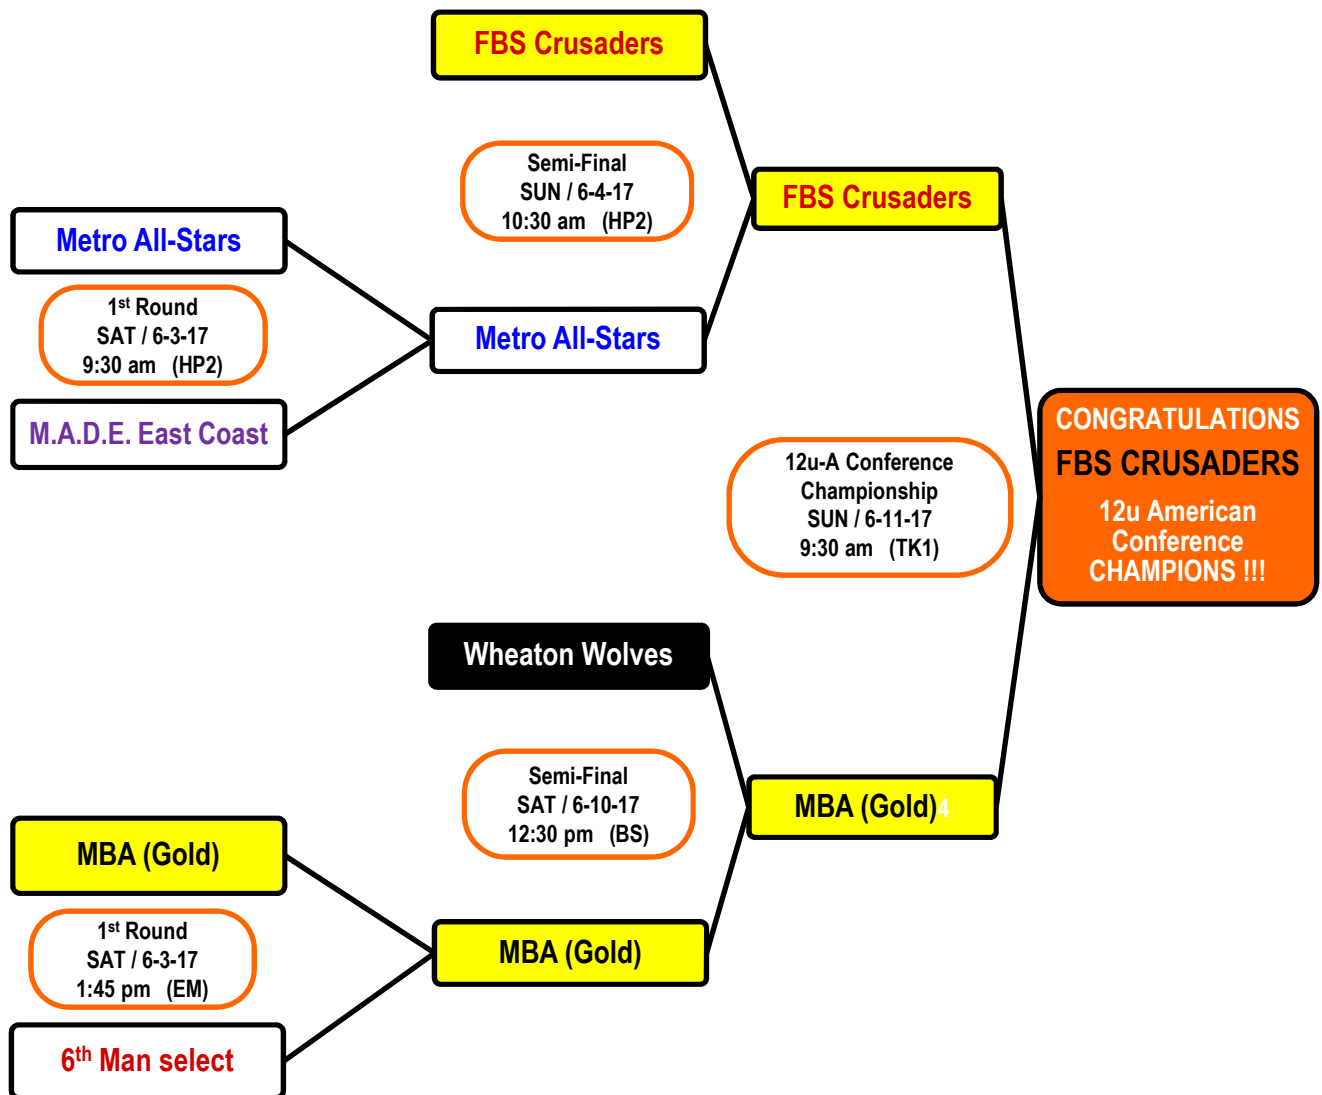 FBS Crusaders
Semi-Final
SUN / 6-4-17
10:30 am (HP2)
FBS Crusaders
Metro All-Stars
1st Round
SAT / 6-3-17
9:30 am (HP2)
Metro All-Stars
M.A.D.E. East Coast
CONGRATULATIONS
FBS CRUSADERS
12u American
Conference
CHAMPIONS !!!
12u-A Conference
Championship
SUN / 6-11-17
9:30 am (TK1)
Wheaton Wolves
Semi-Final
SAT / 6-10-17
12:30 pm (BS)
MBA (Gold)4
MBA (Gold)
1st Round
SAT / 6-3-17
1:45 pm (EM)
MBA (Gold)
6th Man select